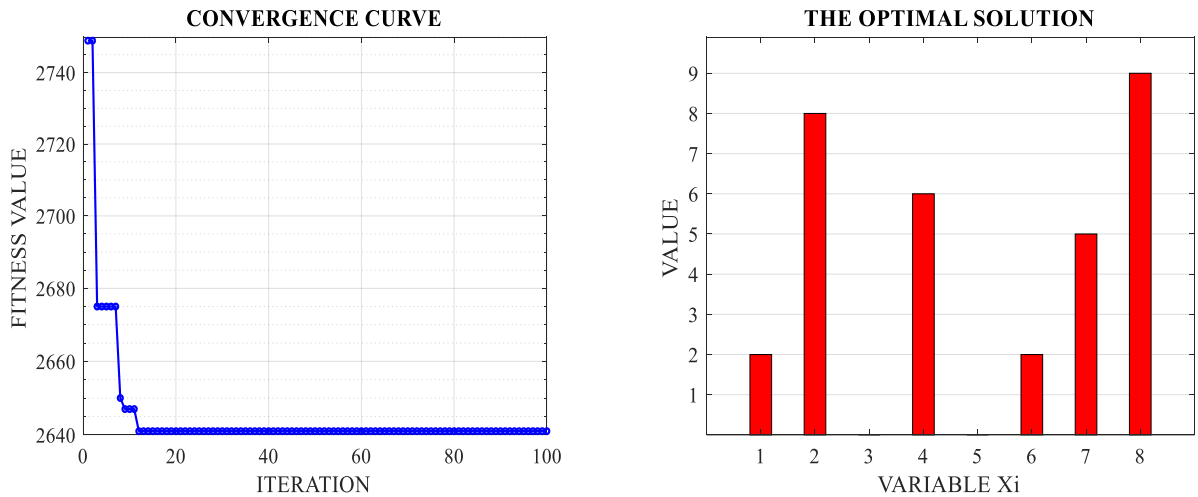 CONVERGENCE CURVE
FITNESS VALUE
2740
2720
2700
2680
2660
2640
0 20 40 60 80 100
ITERATION
THE OPTIMAL SOLUTION
VALUE
9
8
7
6
5
4
3
2
1
1 2 3 4 5 6 7 8
VARIABLE Xi